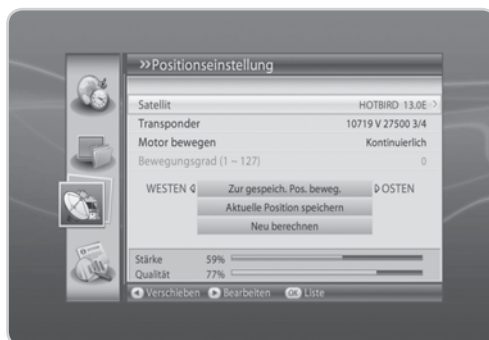 >>Positionseinstellung
Satellit HOTBIRD 13.0E >
Transponder 10719 V 27500 3/4
Motor bewegen Kontinuierlich
Bewegungsgrad (1 ~ 127) 0
WESTEN Zur gespeich. Pos. beweg. OSTEN
Aktuelle Position speichern
Neu berechnen
Stärke 59%
Qualität 77%
Verschieben Bearbeiten OK Liste